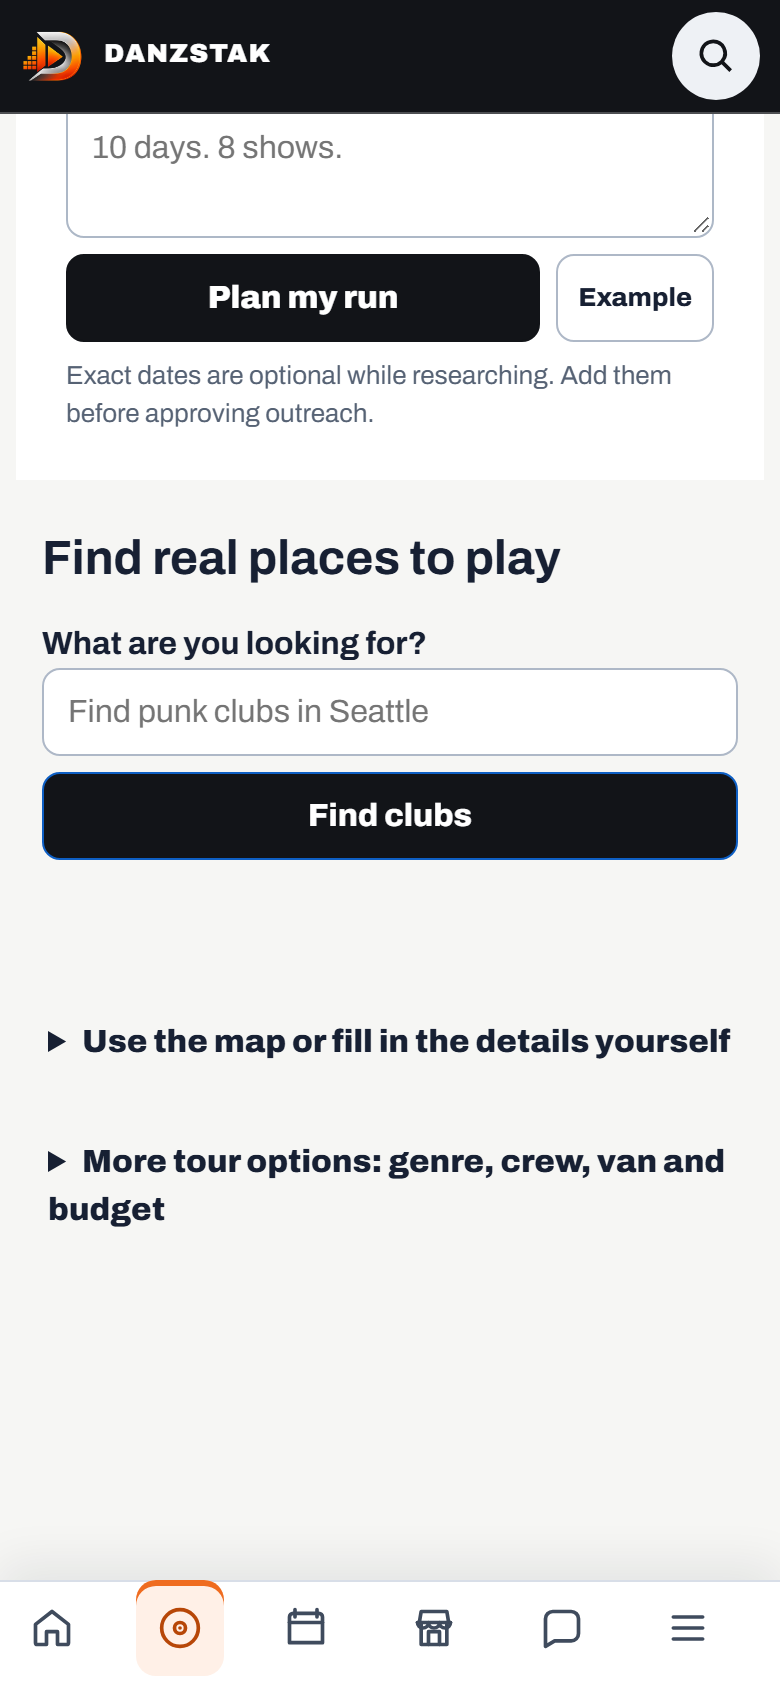 DANZSTAK
10 days. 8 shows.
Plan my run
Example
Exact dates are optional while researching. Add them
before approving outreach.
Find real places to play
What are you looking for?
Find punk clubs in Seattle
Find clubs
Use the map or fill in the details yourself
More tour options: genre, crew, van and
budget